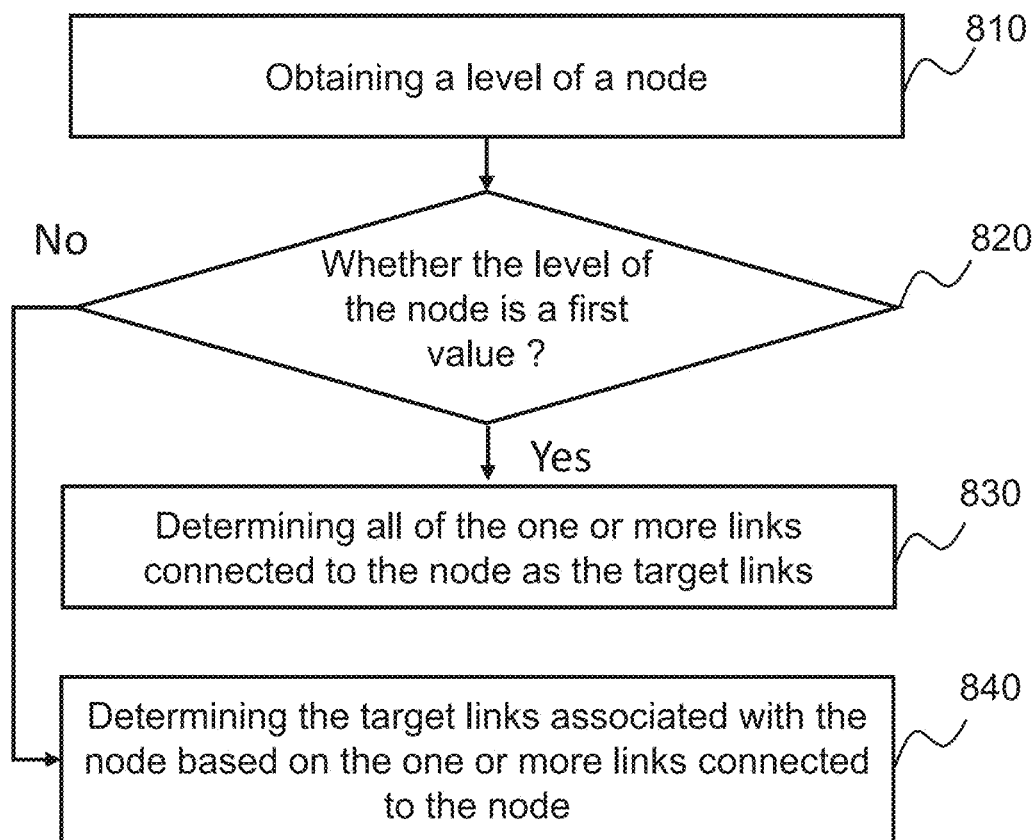 810
Obtaining a level of a node
No
820
Whether the level of
the node is a first
value ?
Yes
830
Determining all of the one or more links
connected to the node as the target links
840
Determining the target links associated with the
node based on the one or more links connected
to the node